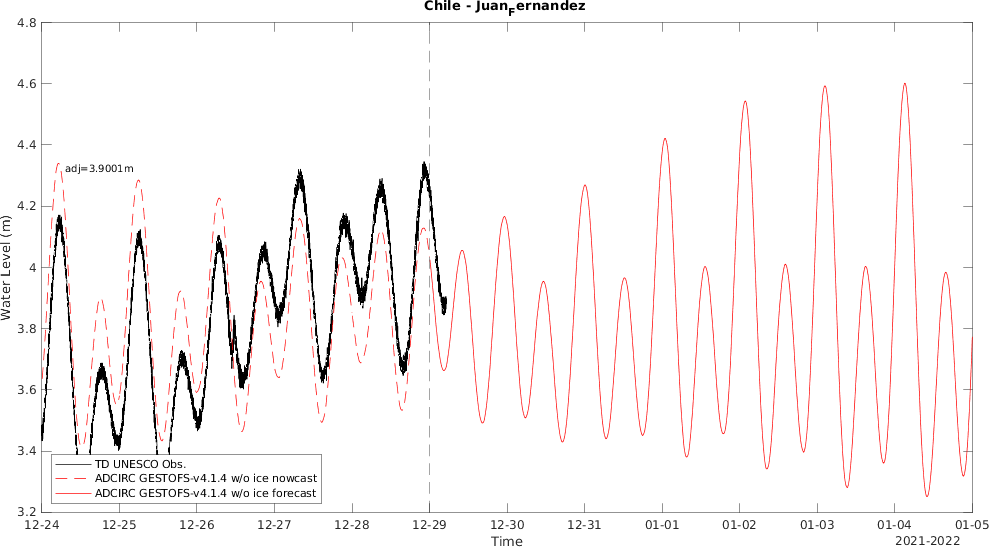 Chile - JuanFernandez
4.8
4.6
4.4
4.2
4
3.8
3.6
3.4
3.2
Water Level (m)
adj=3.9001m
TD UNESCO Obs.
ADCIRC GESTOFS-v4.1.4 w/o ice nowcast
ADCIRC GESTOFS-v4.1.4 w/o ice forecast
12-24 12-25 12-26 12-27 12-28 12-29 12-30 12-31 01-01 01-02 01-03 01-04 01-05
Time
2021-2022